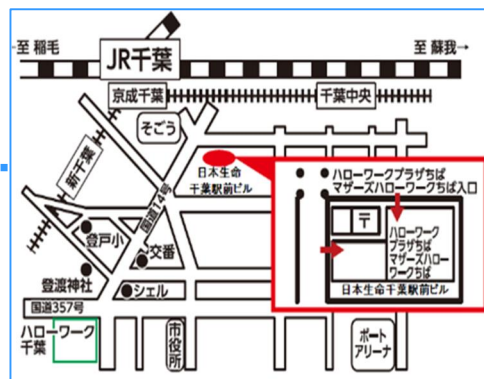 ←至 稲毛
至 蘇我→
JR千葉
京成千葉
千葉中央
そごう
新千葉
日本生命
千葉駅前ビル
国道14号
ハローワークプラザちば
マザーズハローワークちば入口
〒
ハローワーク
プラザちば
マザーズハロー
ワークちば
日本生命千葉駅前ビル
登戸小
交番
登渡神社
シェル
国道357号
ハローワーク
千葉
市役所
ポート
アリーナ